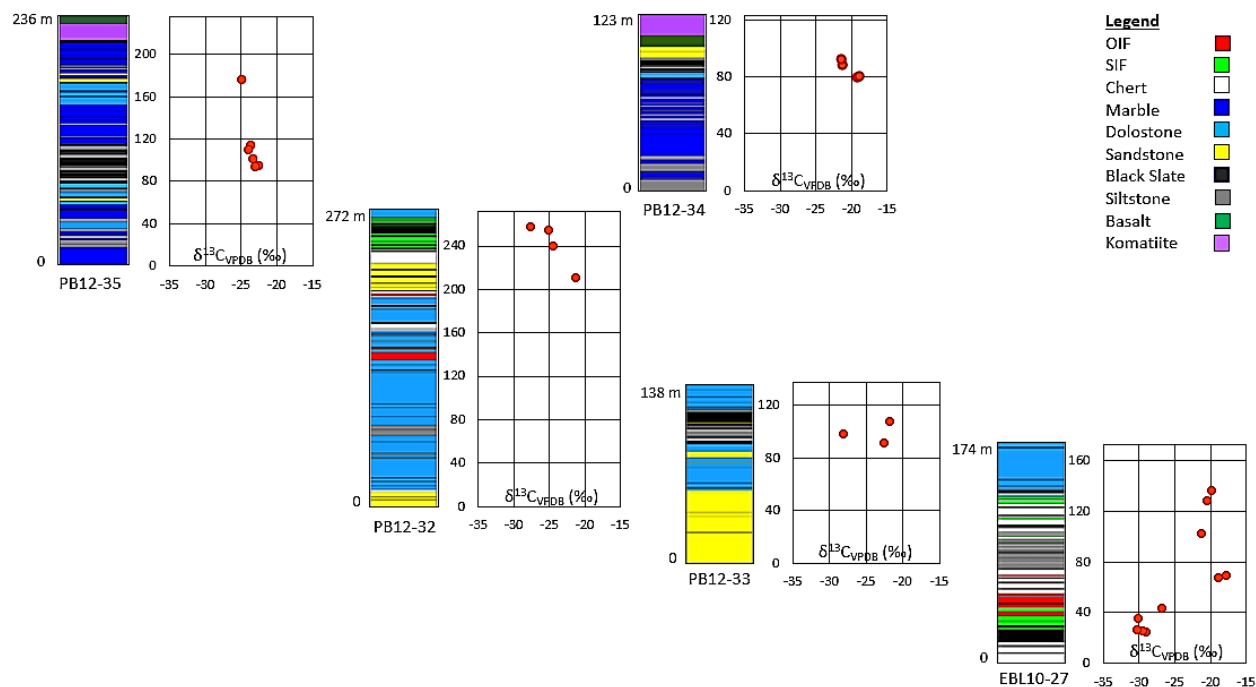 236 m
200
160
120
80
40
0
0
δ13CVPDB (‰)
-35 -30 -25 -20 -15
PB12-35
123 m
120
80
40
0
0
δ13CVPDB (‰)
-35 -30 -25 -20 -15
PB12-34
Legend
OIF
SIF
Chert
Marble
Dolostone
Sandstone
Black Slate
Siltstone
Basalt
Komatiite
272 m
240
200
160
120
80
40
0
0
δ13CVPDB (‰)
-35 -30 -25 -20 -15
PB12-32
138 m
120
80
40
0
0
δ13CVPDB (‰)
-35 -30 -25 -20 -15
PB12-33
174 m
160
120
80
40
0
0
δ13CVPDB (‰)
-35 -30 -25 -20 -15
EBL10-27